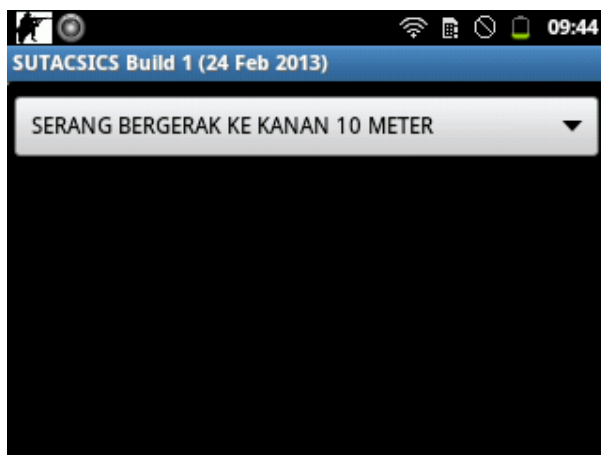 09:44
SUTACSICS Build 1 (24 Feb 2013)
SERANG BERGERAK KE KANAN 10 METER